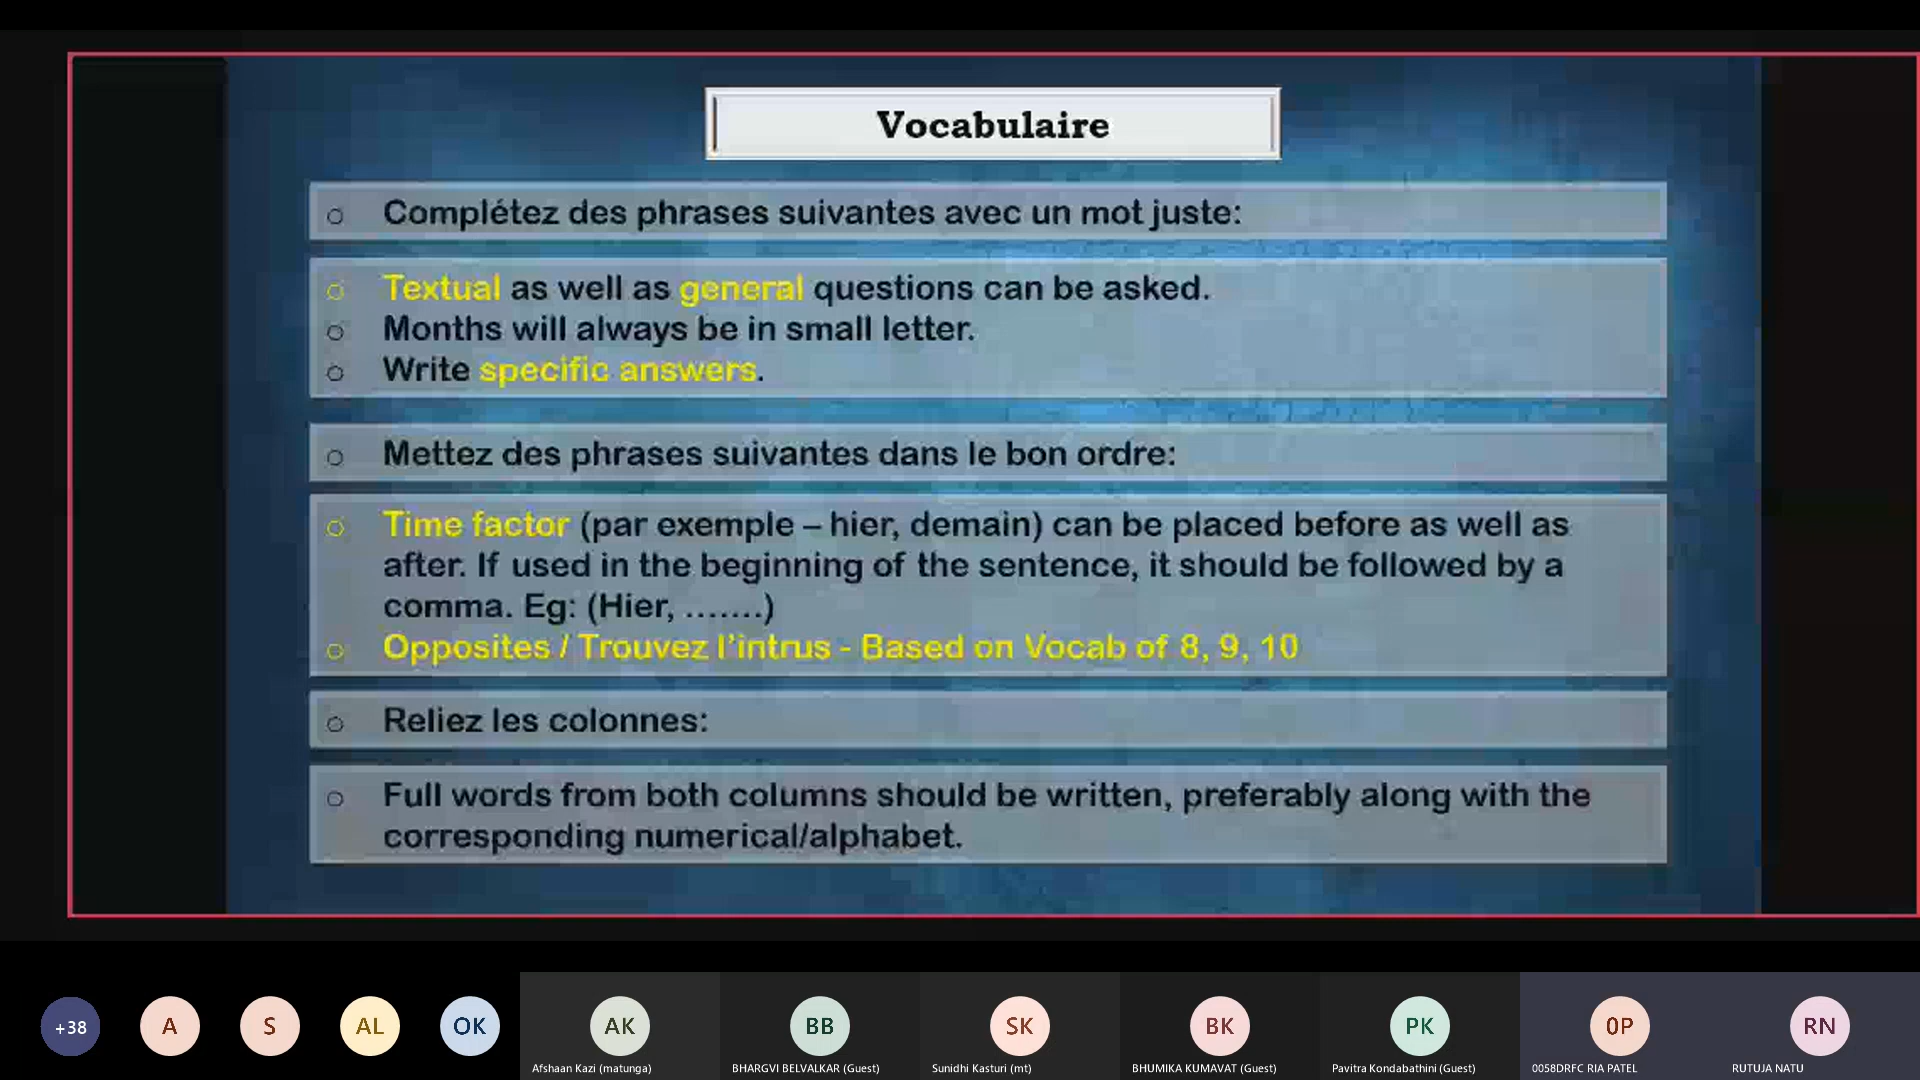 Vocabulaire
Complétez des phrases suivantes avec un mot juste:
Textual as well as general questions can be asked.
Months will always be in small letter.
Write specific answers.
Mettez des phrases suivantes dans le bon ordre:
Time factor (par exemple – hier, demain) can be placed before as well as
after. If used in the beginning of the sentence, it should be followed by a
comma. Eg: (Hier, .......)
Opposites / Trouvez l'intrus - Based on Vocab of 8, 9, 10
Reliez les colonnes:
Full words from both columns should be written, preferably along with the
corresponding numerical/alphabet.
+38 A S AL OK AK BB SK BK PK 0P RN
Afshaan Kazi (matunga) BHARGVI BELVALKAR (Guest) Sunidhi Kasturi (mt) BHUMIKA KUMAVAT (Guest) Pavitra Kondabathini (Guest) 0058DRFC RIA PATEL RUTUJA NATU